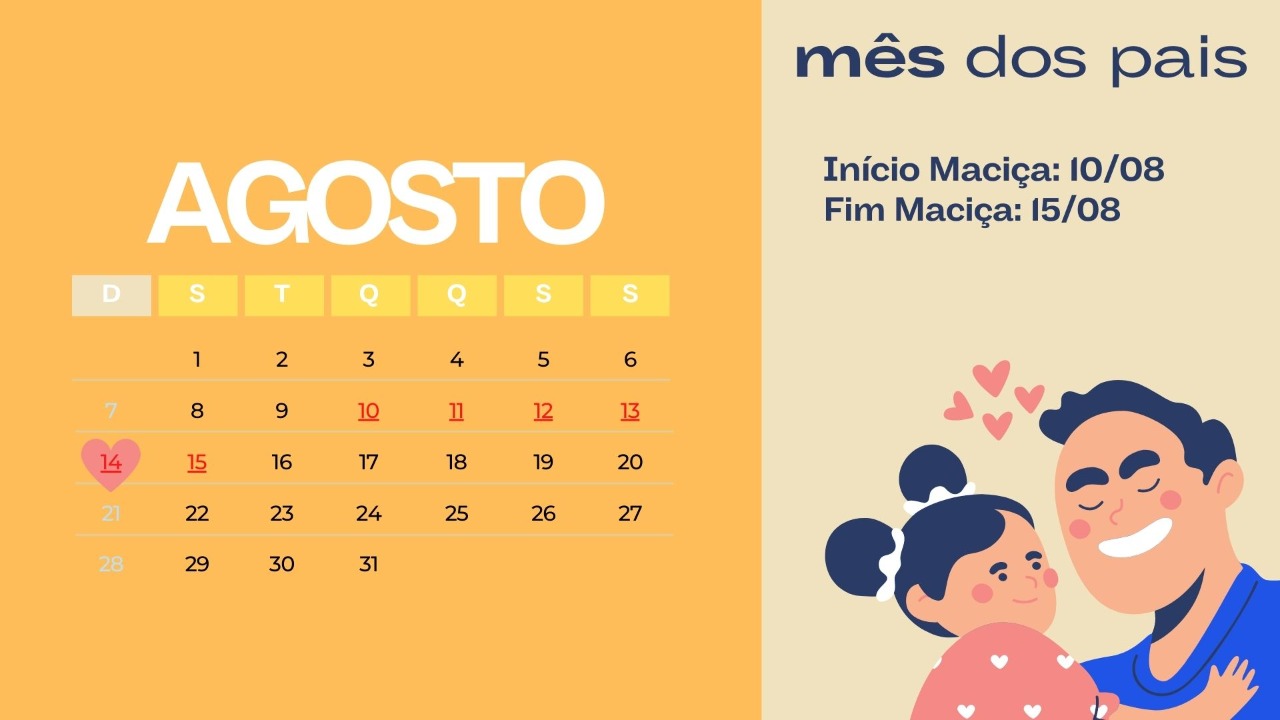 mês dos pais
Início Maciça: 10/08
Fim Maciça: 15/08
AGOSTO
D S T Q Q S S
1 2 3 4 5 6
7 8 9 10 11 12 13
14 15 16 17 18 19 20
21 22 23 24 25 26 27
28 29 30 31